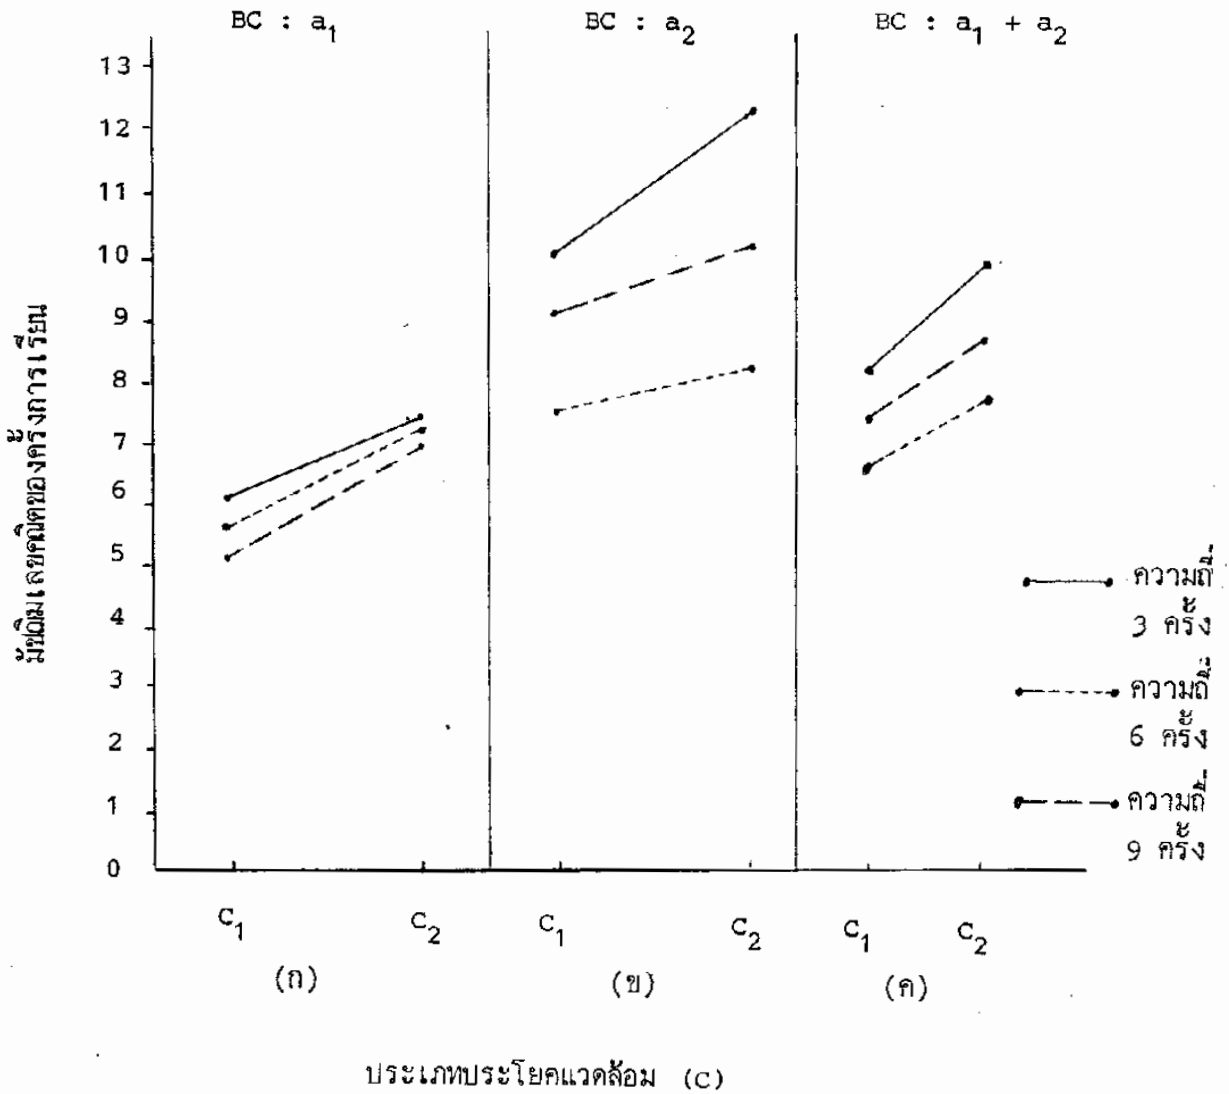 BC : a₁ BC : a₂ BC : a₁ + a₂
13
12
11
10
9
8
7
6
5
4
3
2
1
0
มัชฌิมเลขคณิตของครั้งการเรียน
ความถี่
3 ครั้ง
ความถี่
6 ครั้ง
ความถี่
9 ครั้ง
C₁ C₂ C₁ C₂ C₁ C₂
(ก) (ข) (ค)
ประเภทประโยคแวดล้อม (C)